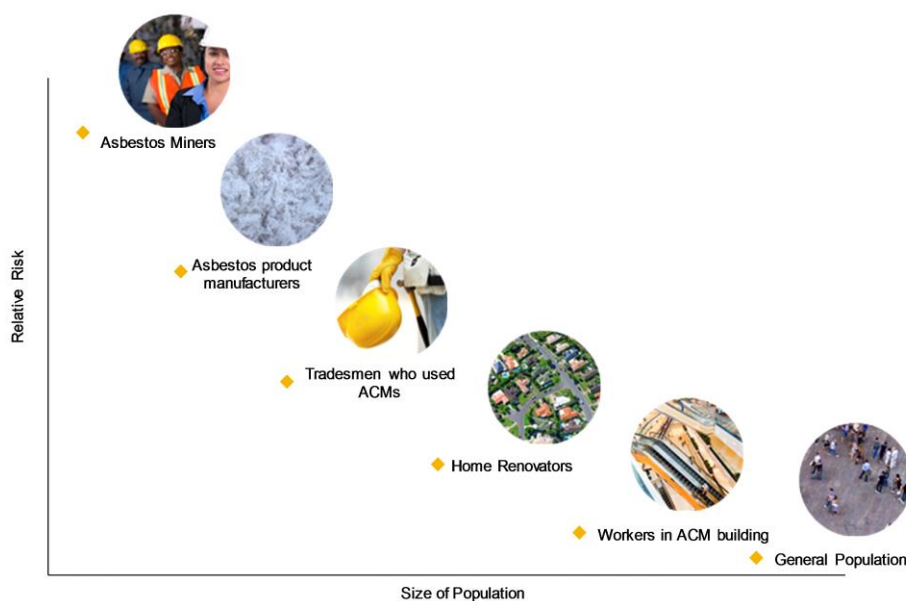 Asbestos Miners
Asbestos product
manufacturers
Tradesmen who used
ACMs
Home Renovators
Workers in ACM building
General Population
Relative Risk
Size of Population